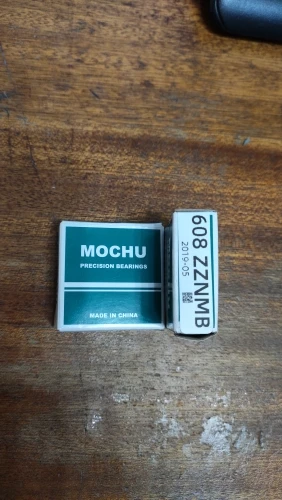 MOCHU
PRECISION BEARINGS
MADE IN CHINA
608 ZZNMB
2019-05